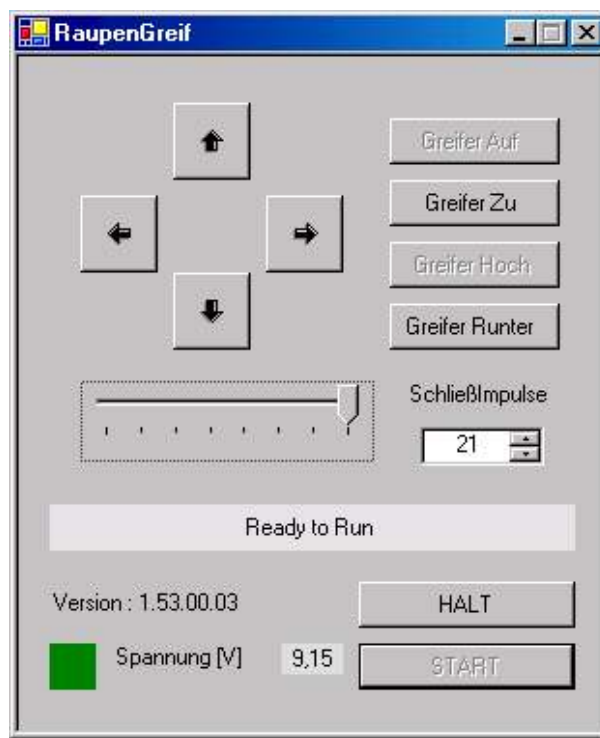 RaupenGreif
Greifer Auf
Greifer Zu
Greifer Hoch
Greifer Runter
SchließImpulse
21
Ready to Run
Version : 1.53.00.03
HALT
Spannung [V]
9,15
START